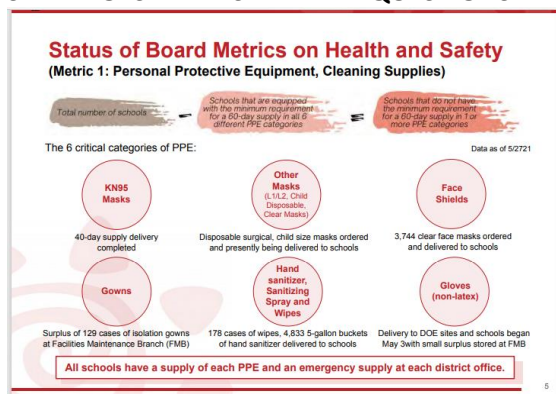 Status of Board Metrics on Health and Safety
(Metric 1: Personal Protective Equipment, Cleaning Supplies)
Total number of schools
-
Schools that are equipped
with the minimum requirement
for a 60-day supply in all 6
different PPE categories
=
Schools that do not have
the minimum requirement
for a 60-day supply in 1 or
more PPE categories
The 6 critical categories of PPE:
Data as of 5/2721
KN95
Masks
40-day supply delivery
completed
Other
Masks
(L1/L2, Child
Disposable,
Clear Masks)
Disposable surgical, child size masks ordered
and presently being delivered to schools
Face
Shields
3,744 clear face masks ordered
and delivered to schools
Gowns
Surplus of 129 cases of isolation gowns
at Facilities Maintenance Branch (FMB)
Hand
sanitizer,
Sanitizing
Spray and
Wipes
178 cases of wipes, 4,833 5-gallon buckets
of hand sanitizer delivered to schools
Gloves
(non-latex)
Delivery to DOE sites and schools began
May 3with small surplus stored at FMB
All schools have a supply of each PPE and an emergency supply at each district office.
5